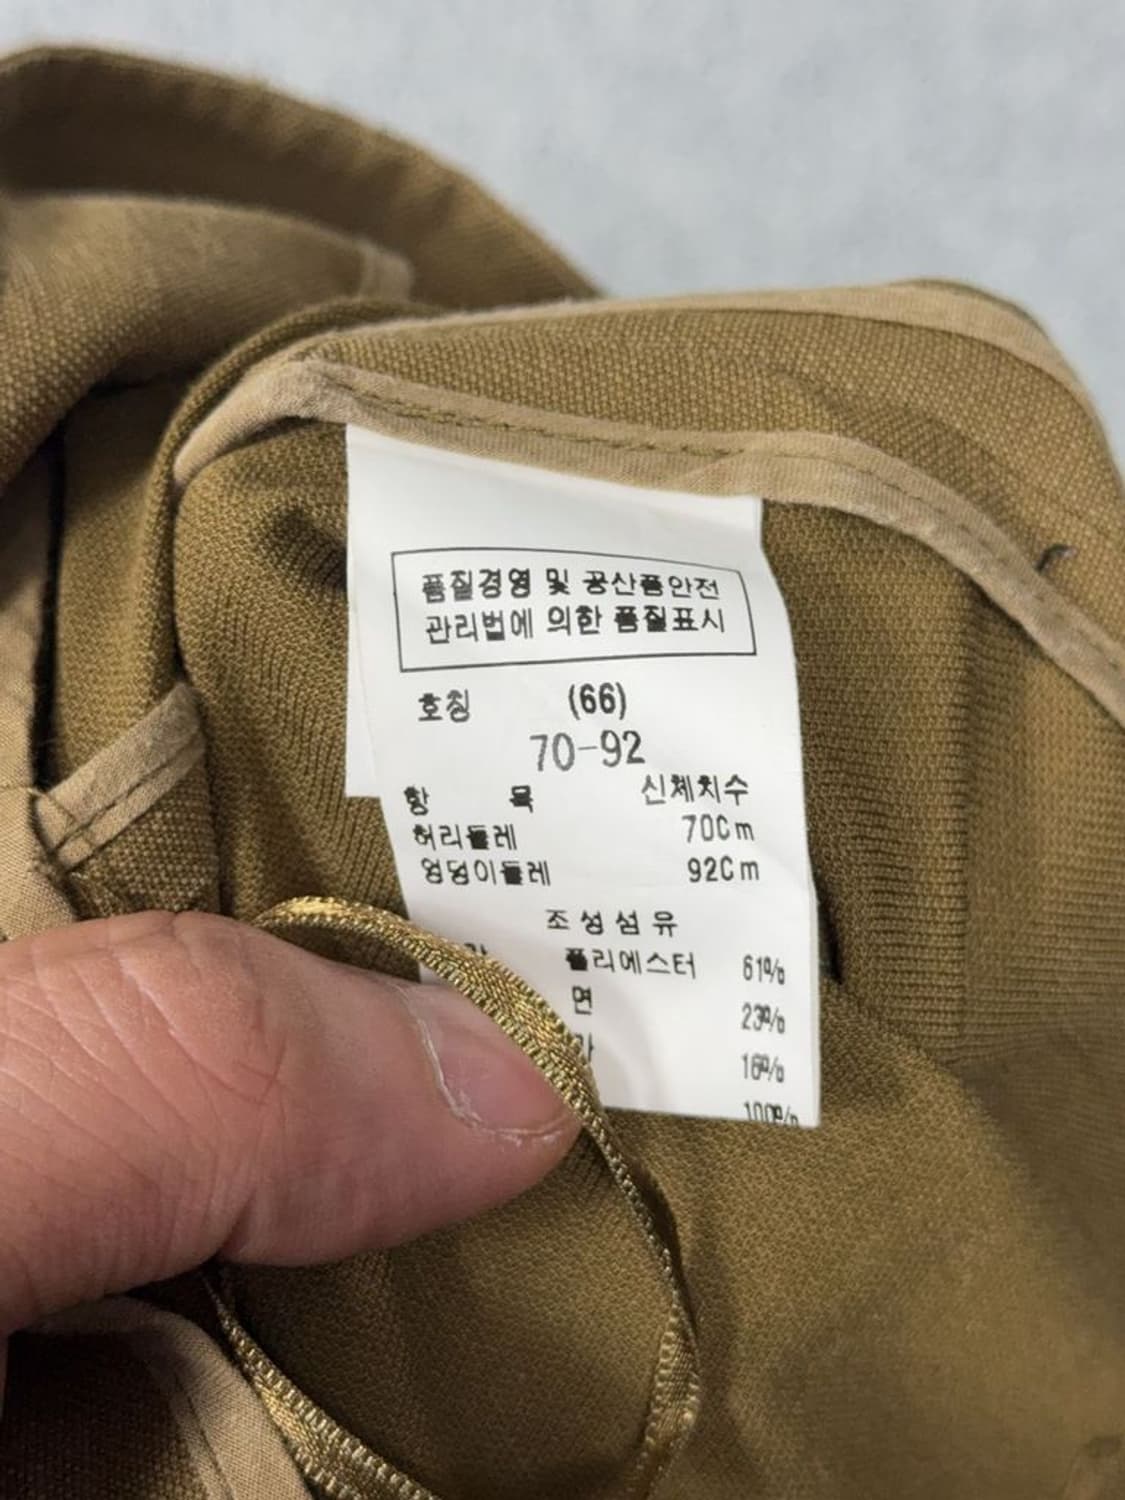 품질경영 및 공산품안전
관리법에 의한 품질표시
호칭 (66)
70-92
항 목 신체치수
허리둘레 70Cm
엉덩이둘레 92Cm
조성섬유
폴리에스터 61%
면 23%
16%
100%